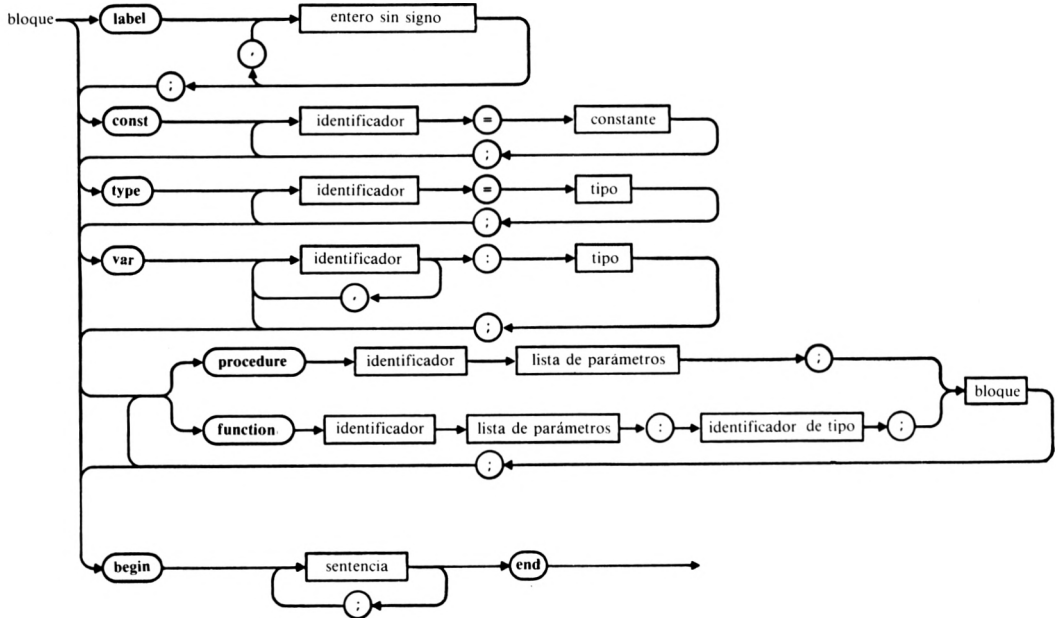 bloque label entero sin signo
,
;
const identificador = constante
;
type identificador = tipo
;
var identificador : tipo
,
;
procedure identificador lista de parámetros ;
bloque
function identificador lista de parámetros : identificador de tipo ;
;
begin sentencia end
;